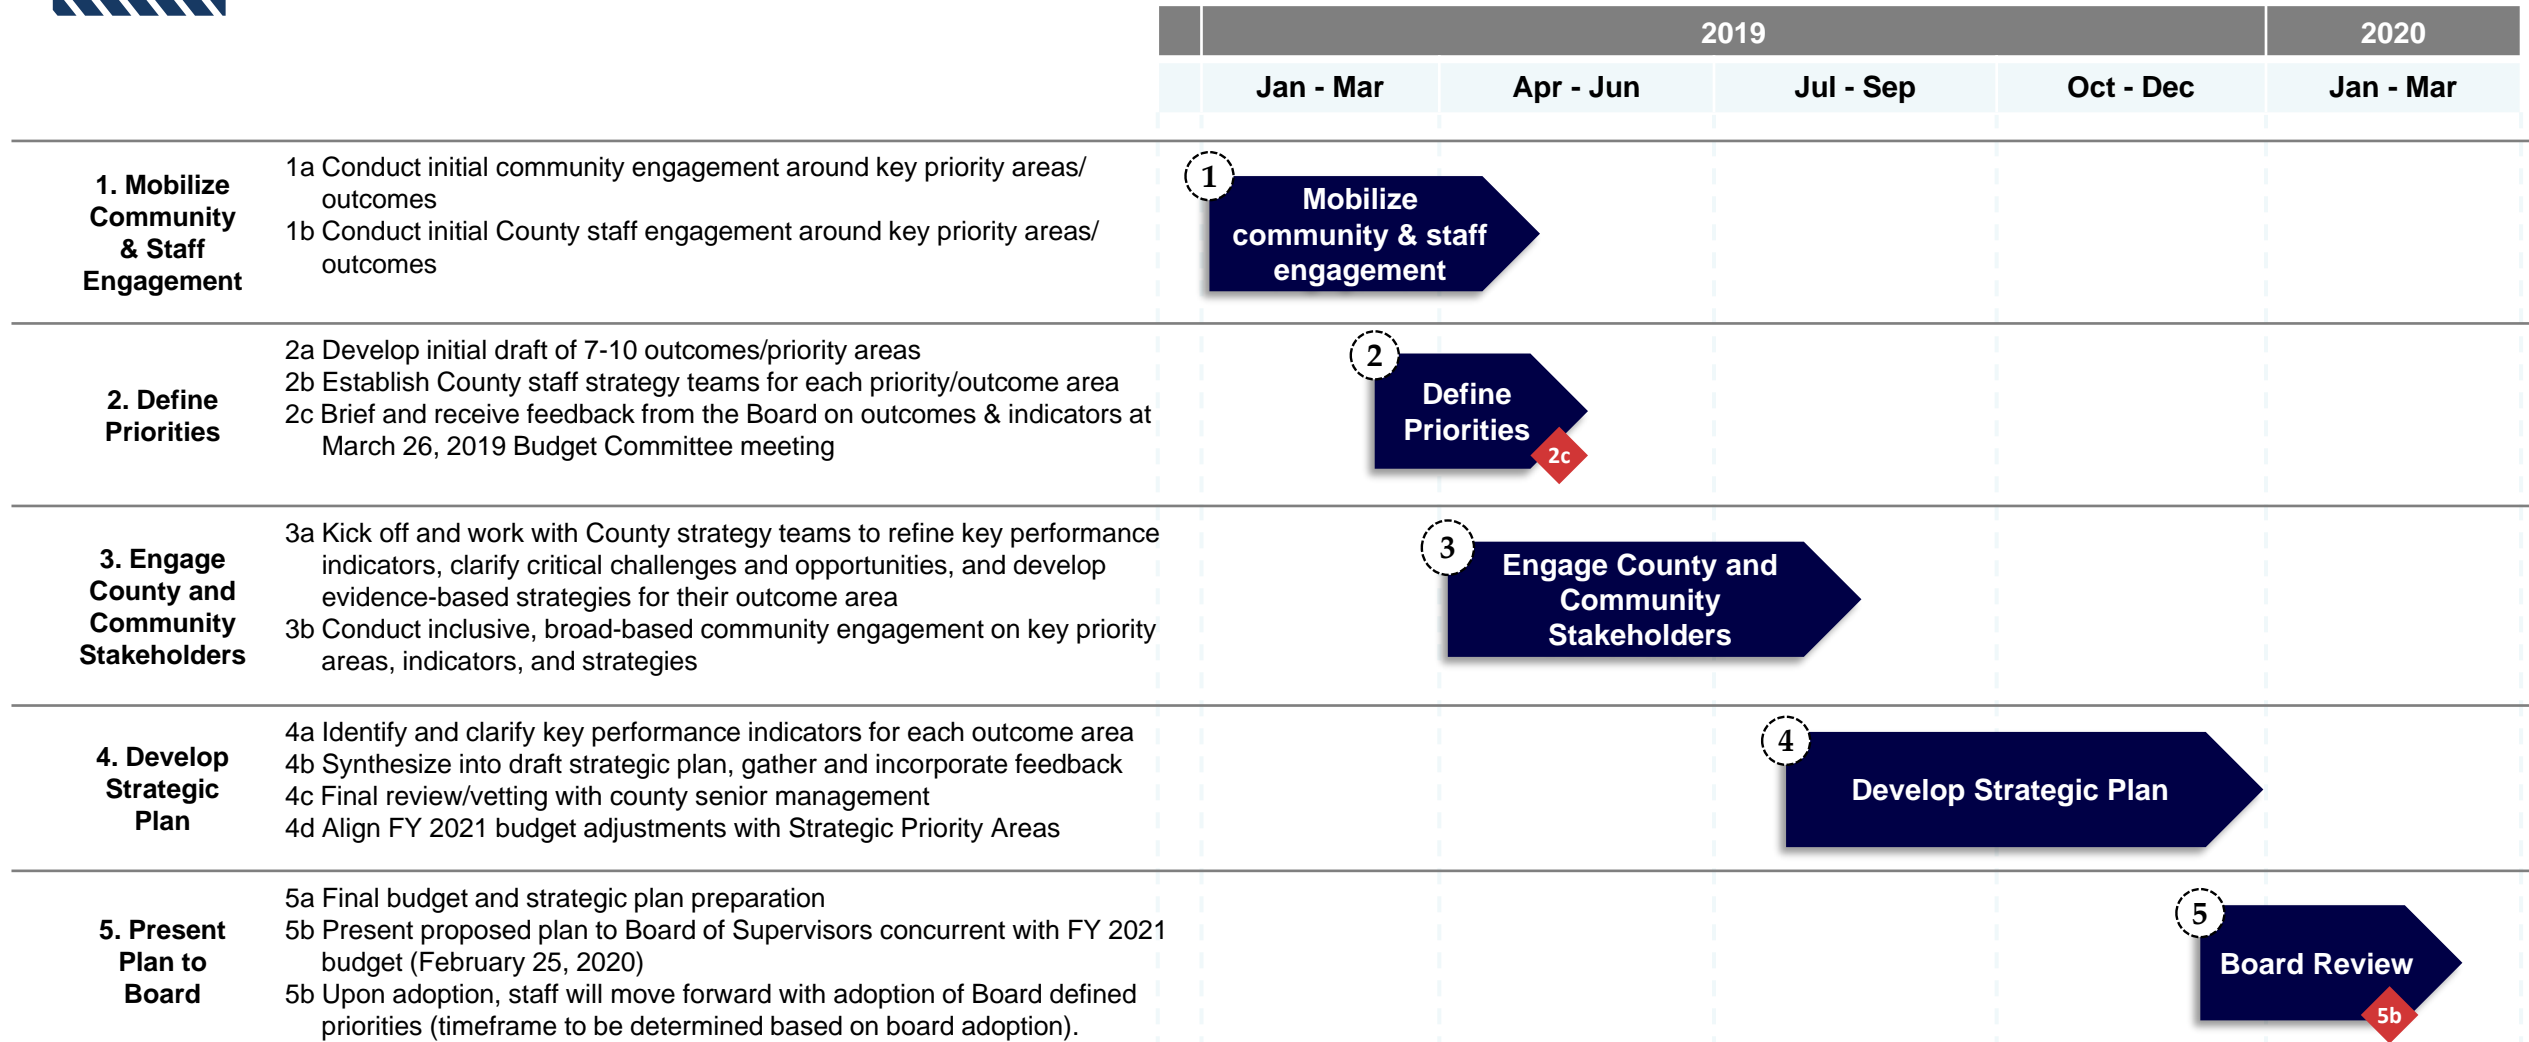 2019
2020
Jan - Mar
Apr - Jun
Jul - Sep
Oct - Dec
Jan - Mar
1. Mobilize
Community
& Staff
Engagement
1a Conduct initial community engagement around key priority areas/
outcomes
1b Conduct initial County staff engagement around key priority areas/
outcomes
1
Mobilize
community & staff
engagement
2. Define
Priorities
2a Develop initial draft of 7-10 outcomes/priority areas
2b Establish County staff strategy teams for each priority/outcome area
2c Brief and receive feedback from the Board on outcomes & indicators at
March 26, 2019 Budget Committee meeting
2
Define
Priorities
2c
3. Engage
County and
Community
Stakeholders
3a Kick off and work with County strategy teams to refine key performance
indicators, clarify critical challenges and opportunities, and develop
evidence-based strategies for their outcome area
3b Conduct inclusive, broad-based community engagement on key priority
areas, indicators, and strategies
3
Engage County and
Community
Stakeholders
4. Develop
Strategic
Plan
4a Identify and clarify key performance indicators for each outcome area
4b Synthesize into draft strategic plan, gather and incorporate feedback
4c Final review/vetting with county senior management
4d Align FY 2021 budget adjustments with Strategic Priority Areas
4
Develop Strategic Plan
5. Present
Plan to
Board
5a Final budget and strategic plan preparation
5b Present proposed plan to Board of Supervisors concurrent with FY 2021
budget (February 25, 2020)
5b Upon adoption, staff will move forward with adoption of Board defined
priorities (timeframe to be determined based on board adoption).
5
Board Review
5b